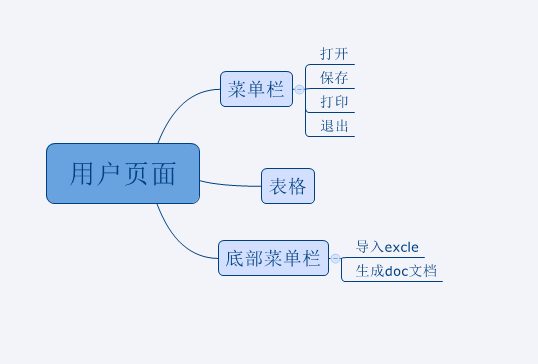 用户页面
菜单栏
打开
保存
打印
退出
表格
底部菜单栏
导入excle
生成doc文档